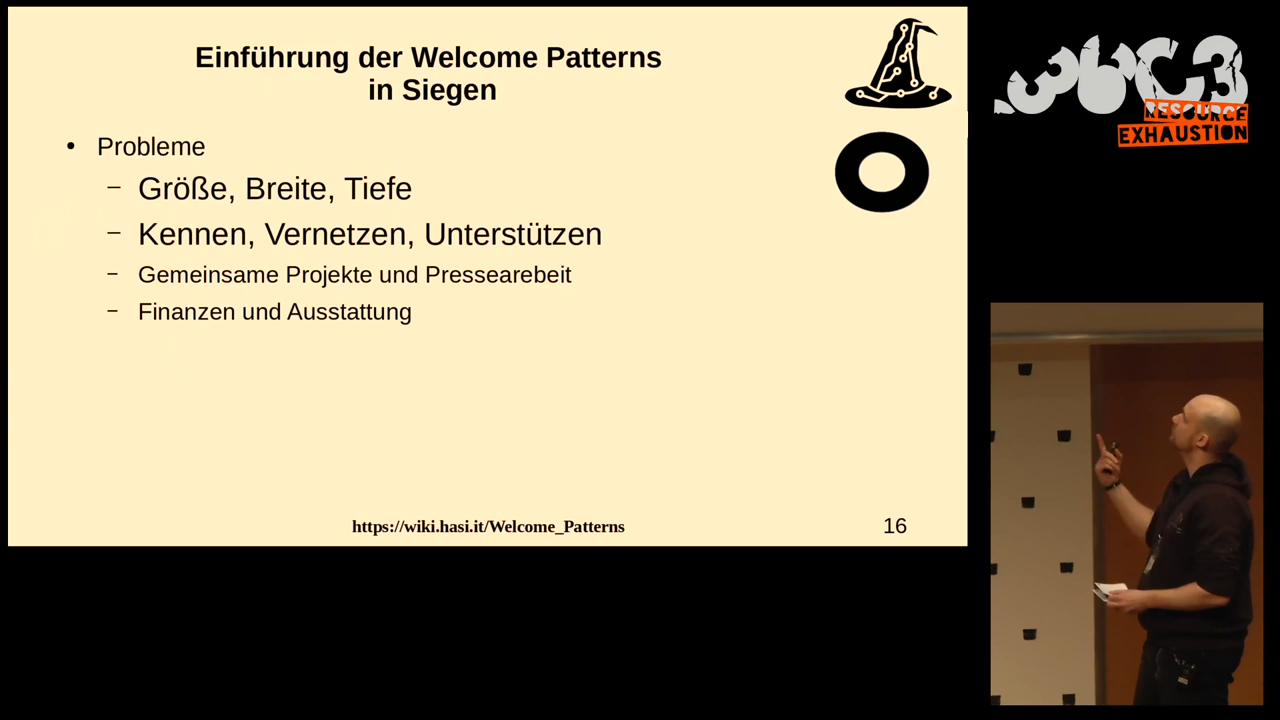 Einführung der Welcome Patterns
in Siegen
• Probleme
– Größe, Breite, Tiefe
– Kennen, Vernetzen, Unterstützen
– Gemeinsame Projekte und Pressearebeit
– Finanzen und Ausstattung
https://wiki.hasi.it/Welcome_Patterns
16
36C3
RESOURCE
EXHAUSTION